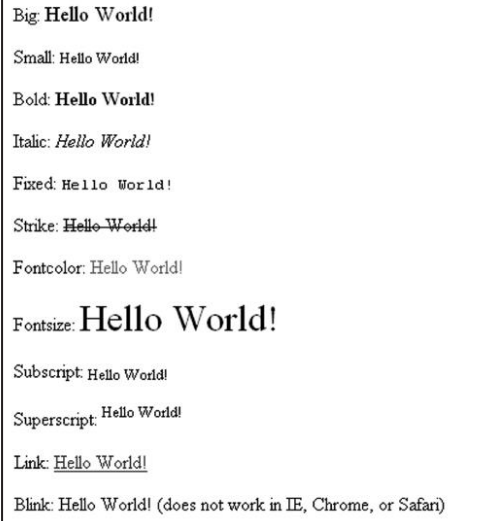 Big: Hello World!
Small: Hello World!
Bold: Hello World!
Italic: Hello World!
Fixed: Hello World!
Strike: Hello World!
Fontcolor: Hello World!
Fontsize: Hello World!
Subscript: Hello World!
Superscript: Hello World!
Link: Hello World!
Blink: Hello World! (does not work in IE, Chrome, or Safari)